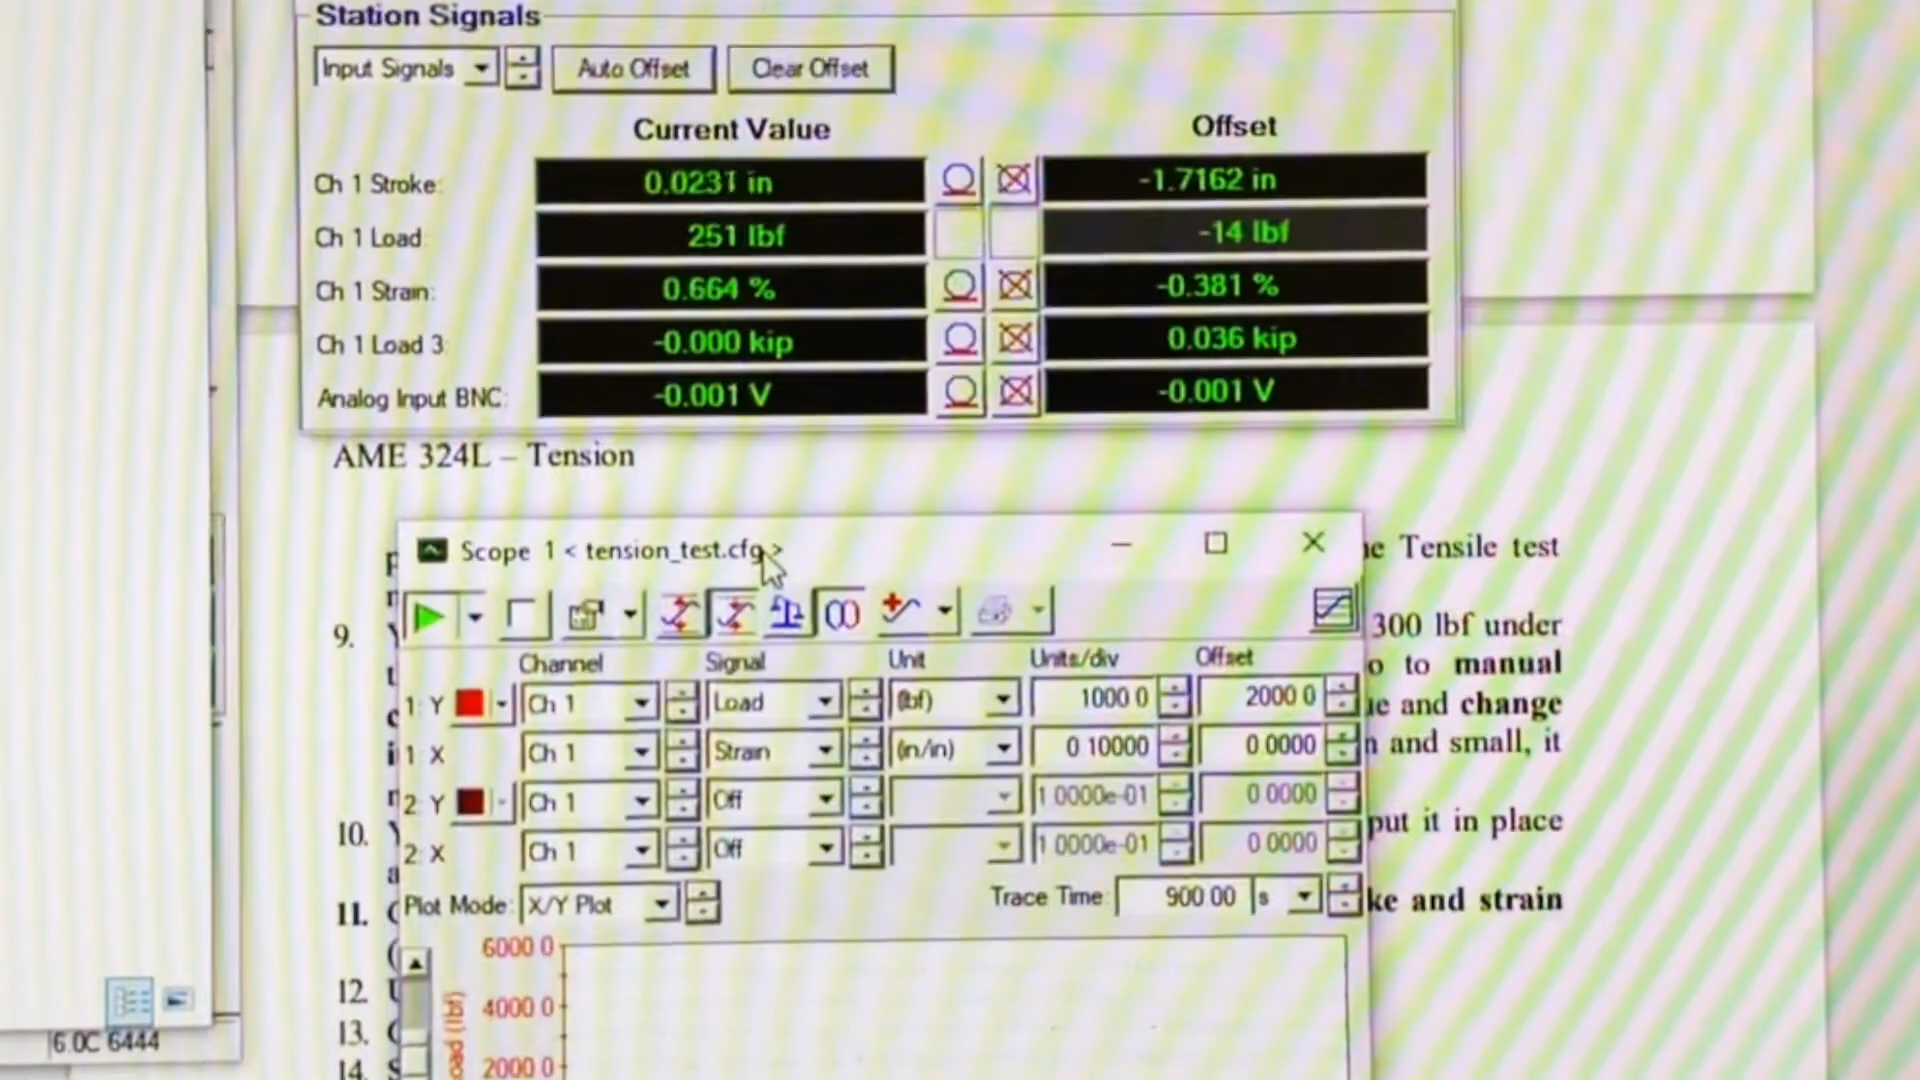 Station Signals
Input Signals Auto Offset Clear Offset
Current Value Offset
Ch 1 Stroke: 0.0231 in -1.7162 in
Ch 1 Load: 251 lbf -14 lbf
Ch 1 Strain: 0.664 % -0.381 %
Ch 1 Load 3: -0.000 kip 0.036 kip
Analog Input BNC: -0.001 V -0.001 V
AME 324L – Tension
Scope 1 < tension_test.cfg >
Tensile test
9. 300 lbf under
to manual
and change
and small, it
10. put it in place
11. and strain
12.
13.
14.
Channel Signal Unit Units/div Offset
1: Y Ch 1 Load (lbf) 1000.0 2000.0
1: X Ch 1 Strain (in/in) 0.10000 0.0000
2: Y Ch 1 Off 1.0000e-01 0.0000
2: X Ch 1 Off 1.0000e-01 0.0000
Plot Mode: X/Y Plot Trace Time: 900.00 s
6000.0
4000.0
2000.0
(lbf)
6.0C 6444